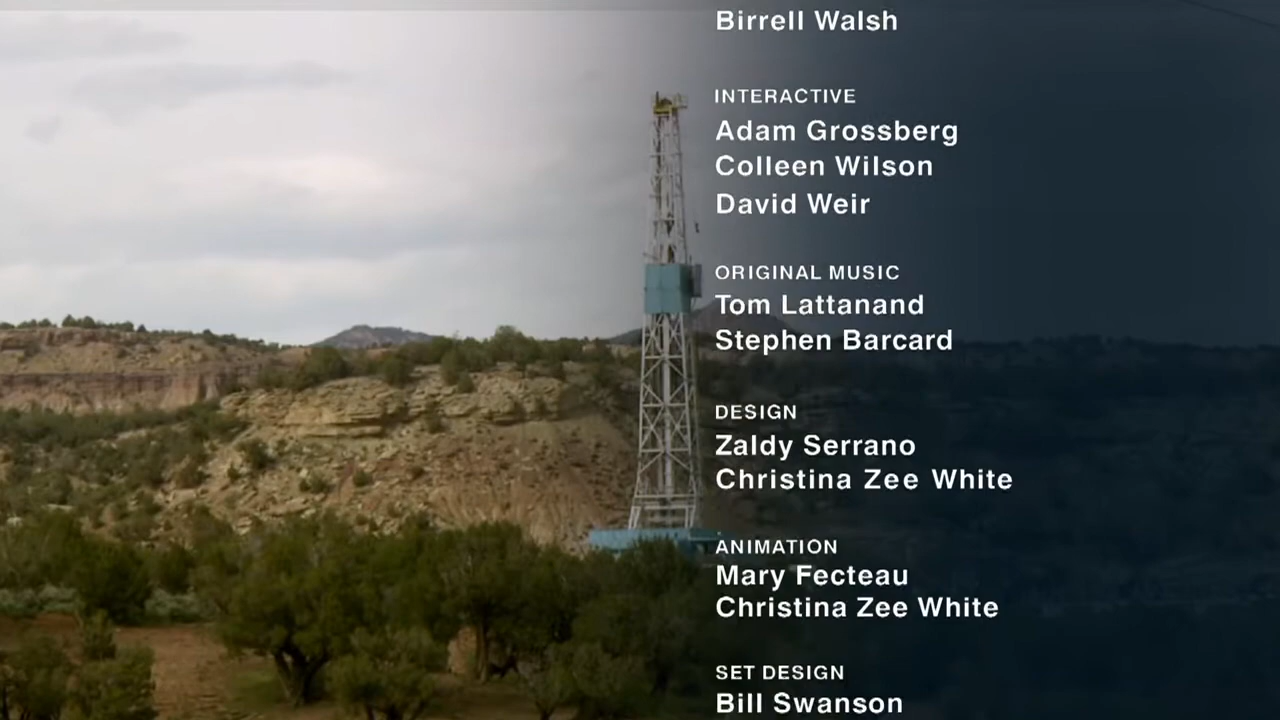 Birrell Walsh
INTERACTIVE
Adam Grossberg
Colleen Wilson
David Weir
ORIGINAL MUSIC
Tom Lattanand
Stephen Barcard
DESIGN
Zaldy Serrano
Christina Zee White
ANIMATION
Mary Fecteau
Christina Zee White
SET DESIGN
Bill Swanson